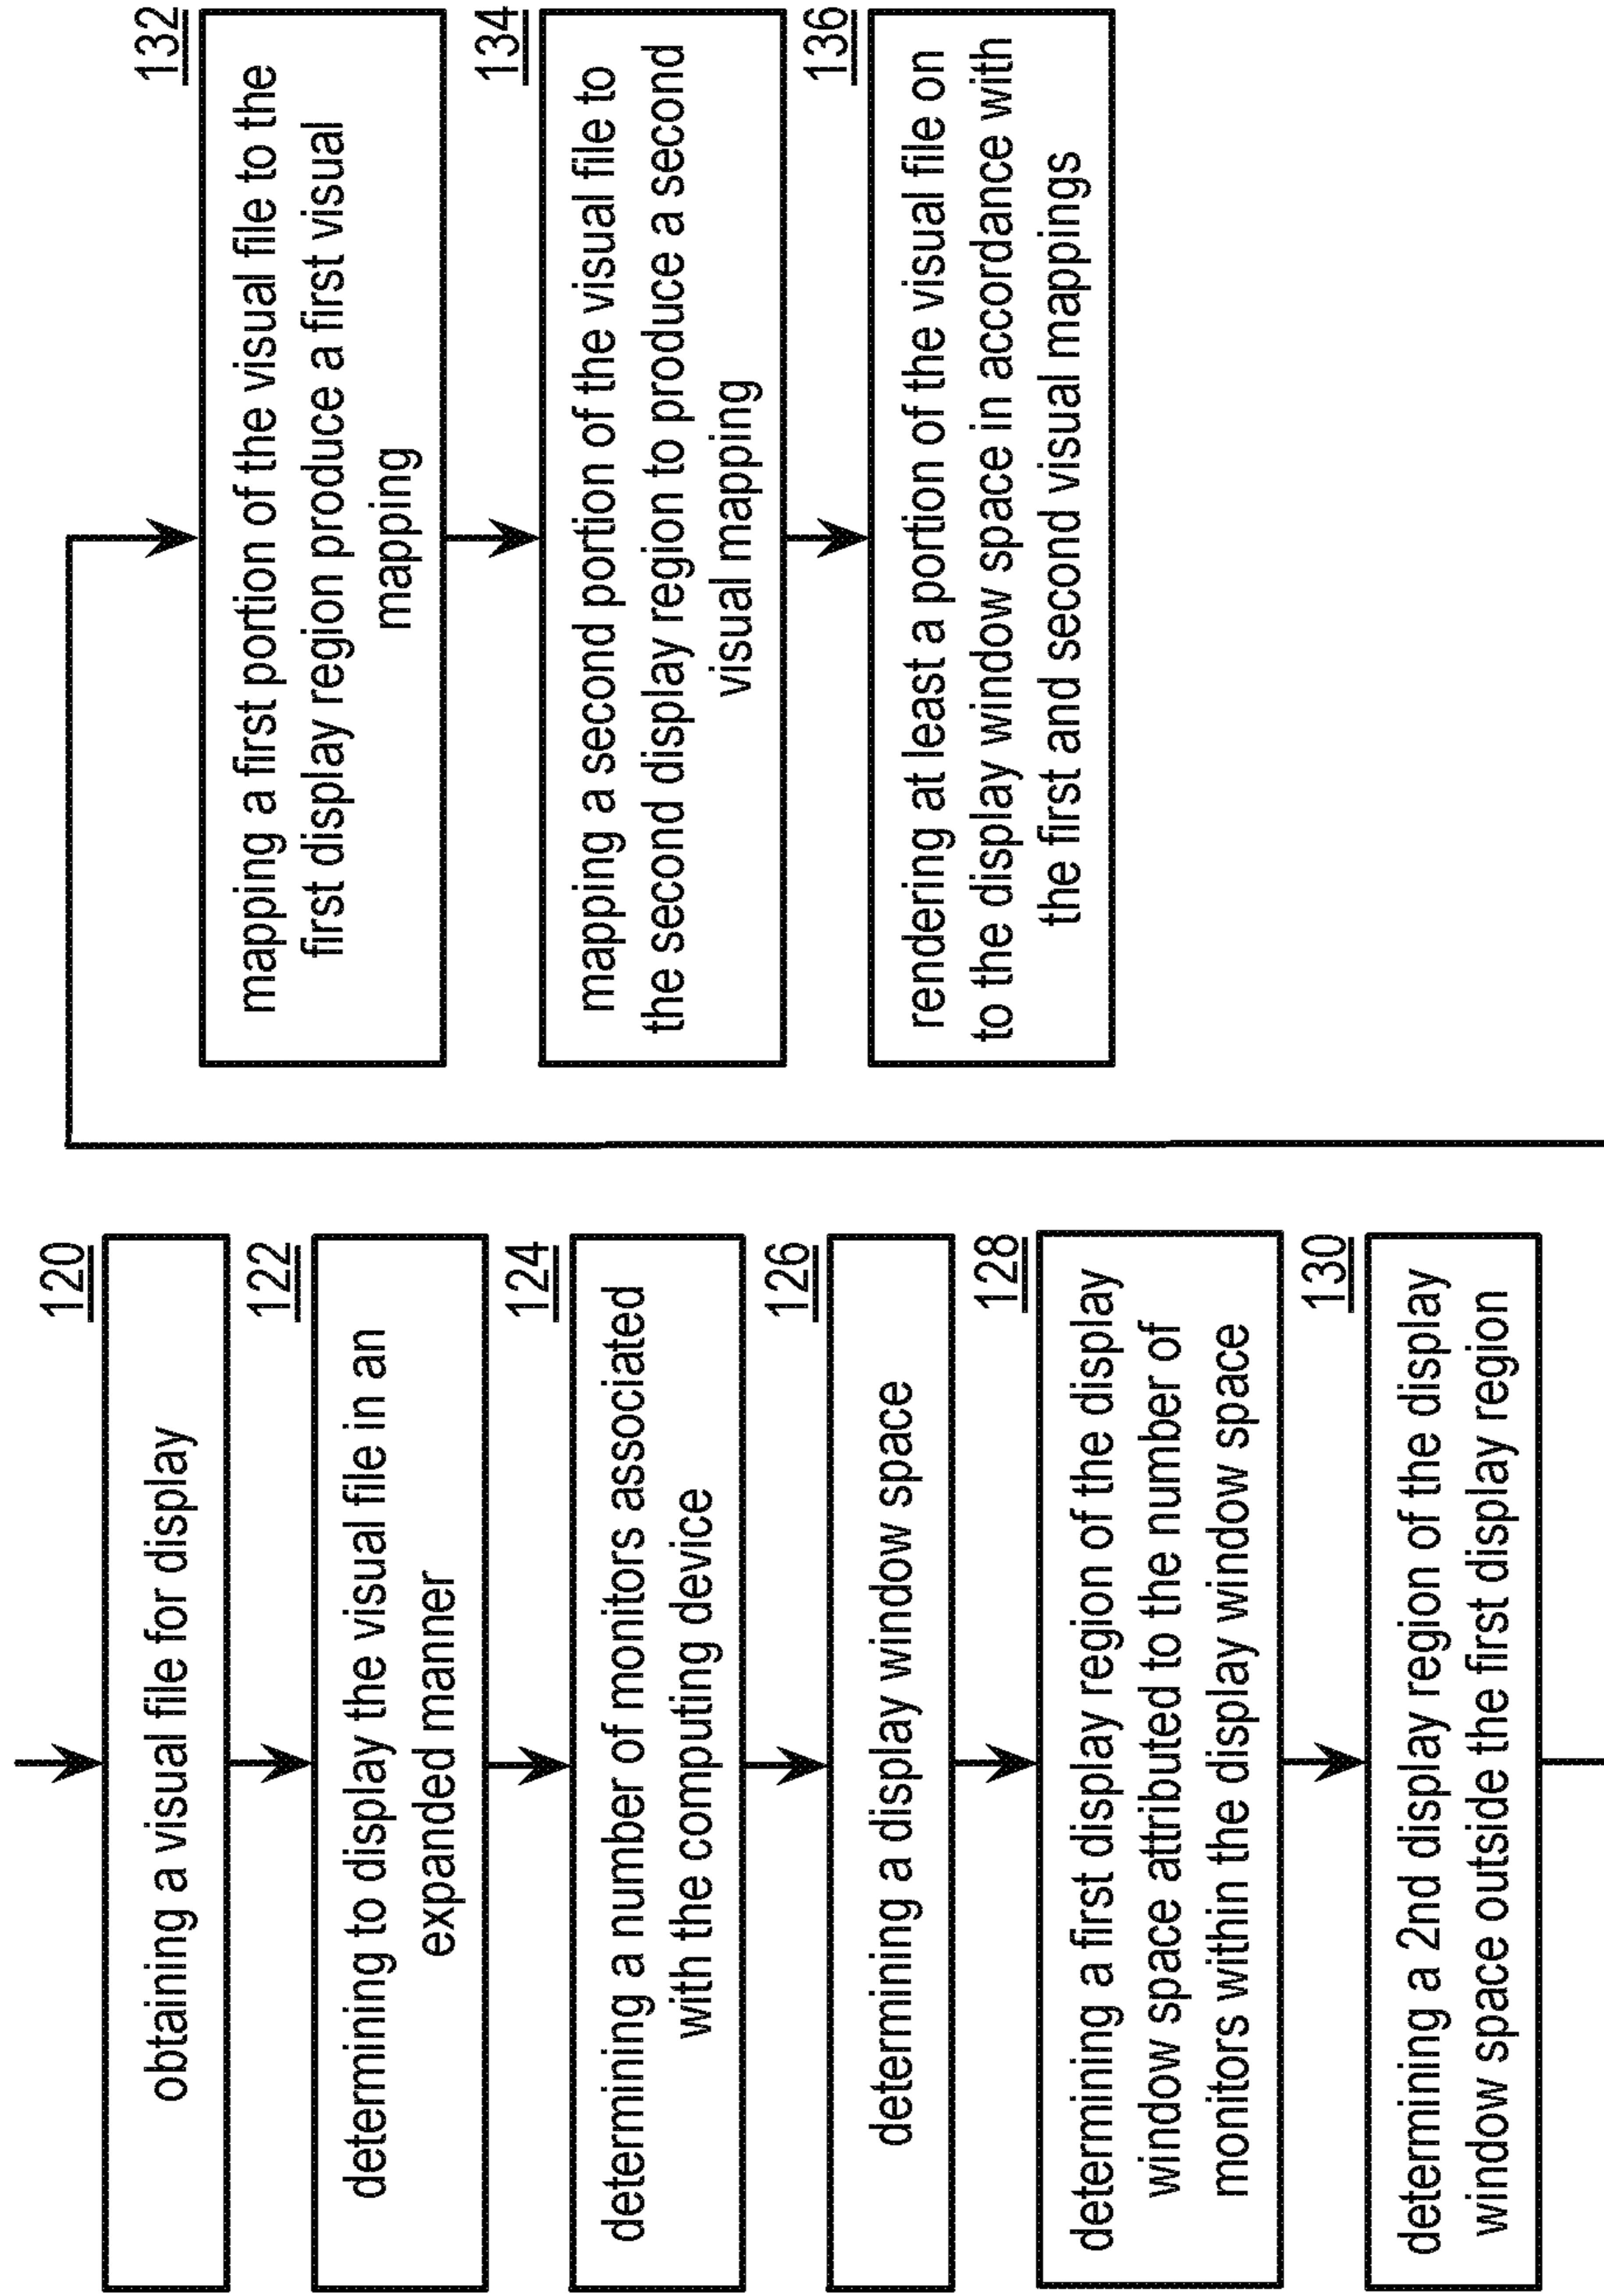 120
obtaining a visual file for display
122
determining to display the visual file in an
expanded manner
124
determining a number of monitors associated
with the computing device
126
determining a display window space
128
determining a first display region of the display
window space attributed to the number of
monitors within the display window space
130
determining a 2nd display region of the display
window space outside the first display region
132
mapping a first portion of the visual file to the
first display region produce a first visual
mapping
134
mapping a second portion of the visual file to
the second display region to produce a second
visual mapping
136
rendering at least a portion of the visual file on
to the display window space in accordance with
the first and second visual mappings